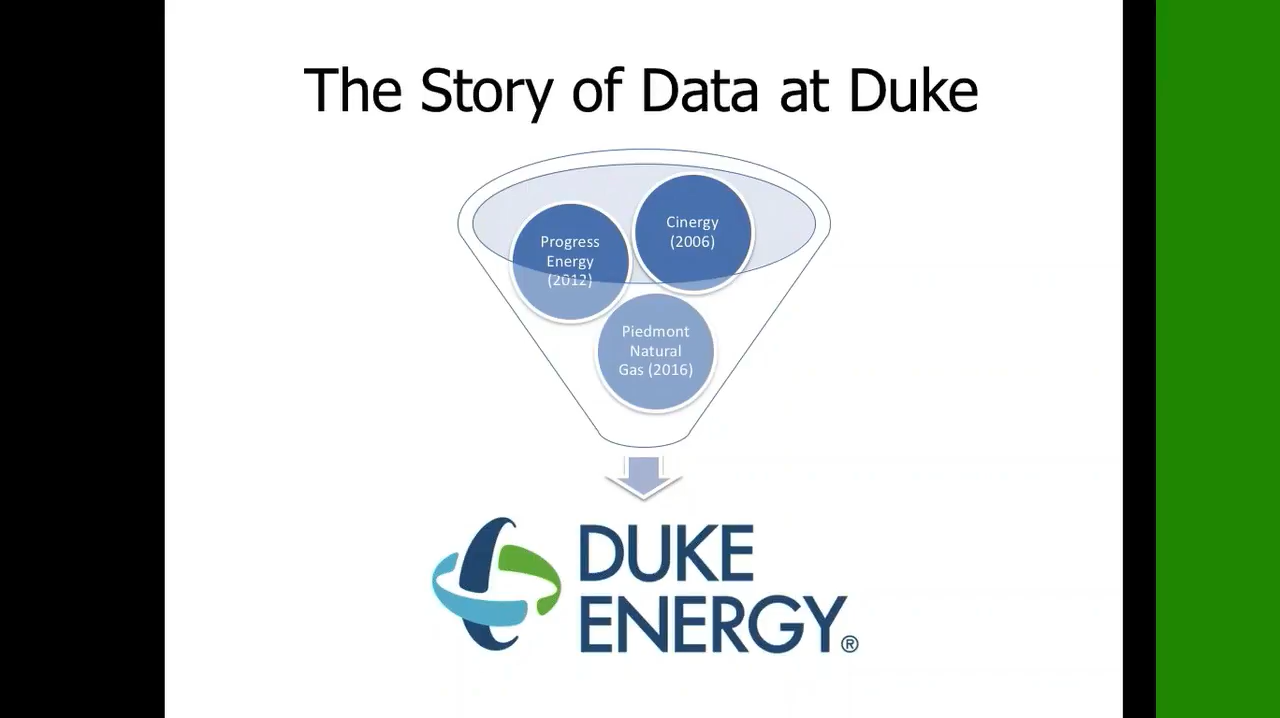 The Story of Data at Duke
Cinergy
(2006)
Progress
Energy
(2012)
Piedmont
Natural
Gas (2016)
DUKE
ENERGY®